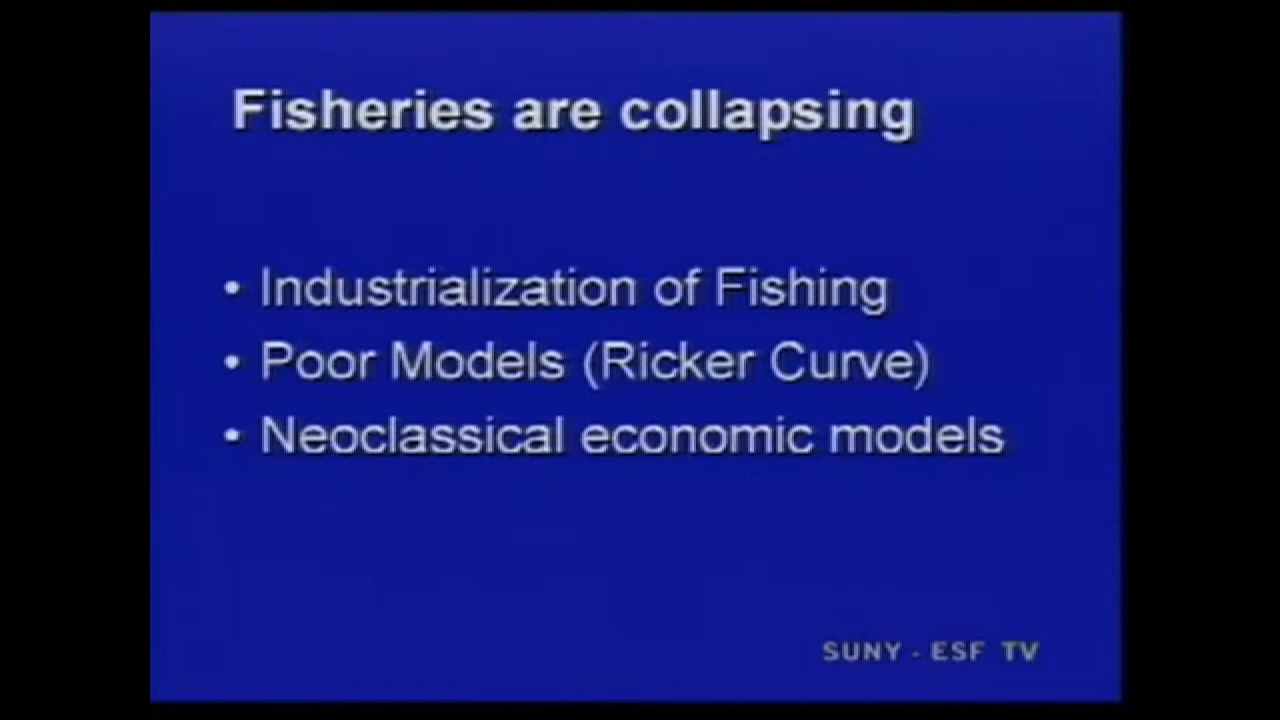 Fisheries are collapsing
• Industrialization of Fishing
• Poor Models (Ricker Curve)
• Neoclassical economic models
SUNY - ESF TV